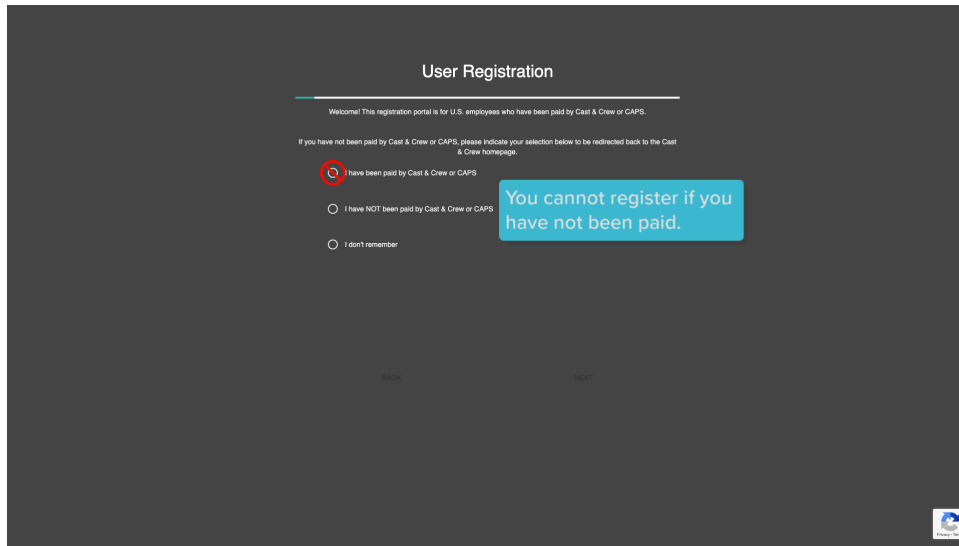 User Registration
Welcome! This registration portal is for U.S. employees who have been paid by Cast & Crew or CAPS.
If you have not been paid by Cast & Crew or CAPS, please indicate your selection below to be redirected back to the Cast
& Crew homepage.
I have been paid by Cast & Crew or CAPS
You cannot register if you
have not been paid.
I have NOT been paid by Cast & Crew or CAPS
I don't remember
BACK
NEXT
Privacy -